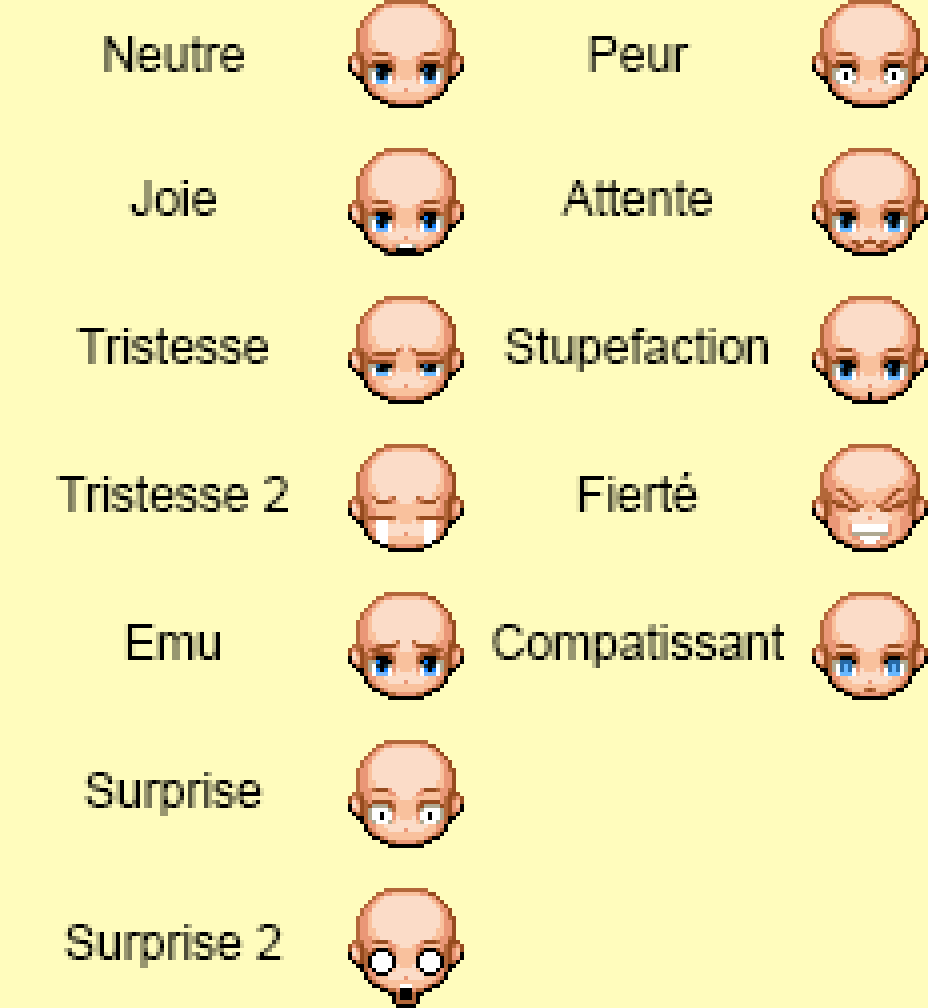 Neutre
Peur
Joie
Attente
Tristesse
Stupefaction
Tristesse 2
Fierté
Emu
Compatissant
Surprise
Surprise 2